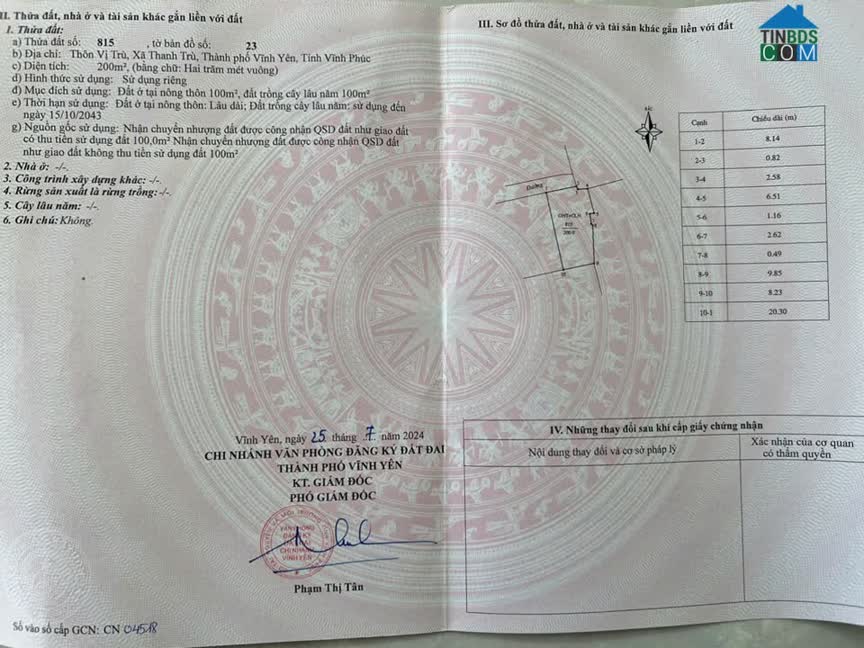 II. Thửa đất, nhà ở và tài sản khác gắn liền với đất
1. Thửa đất:
a) Thửa đất số: 815 , tờ bản đồ số: 23
b) Địa chỉ: Thôn Vị Trù, Xã Thanh Trù, Thành phố Vĩnh Yên, Tỉnh Vĩnh Phúc
c) Diện tích: 200m², (bằng chữ: Hai trăm mét vuông)
d) Hình thức sử dụng: Sử dụng riêng
đ) Mục đích sử dụng: Đất ở tại nông thôn 100m², đất trồng cây lâu năm 100m²
e) Thời hạn sử dụng: Đất ở tại nông thôn: Lâu dài; Đất trồng cây lâu năm: sử dụng đến
ngày 15/10/2043
g) Nguồn gốc sử dụng: Nhận chuyển nhượng đất được công nhận QSD đất như giao đất
có thu tiền sử dụng đất 100,0m² Nhận chuyển nhượng đất được công nhận QSD đất
như giao đất không thu tiền sử dụng đất 100m²
2. Nhà ở: -/-.
3. Công trình xây dựng khác: -/-.
4. Rừng sản xuất là rừng trồng: -/-.
5. Cây lâu năm: -/-.
6. Ghi chú: Không.
Vĩnh Yên, ngày 25 tháng 7 năm 2024
CHI NHÁNH VĂN PHÒNG ĐĂNG KÝ ĐẤT ĐAI
THÀNH PHỐ VĨNH YÊN
KT. GIÁM ĐỐC
PHÓ GIÁM ĐỐC
CHI NHÁNH
VĨNH YÊN
Phạm Thị Tân
Số vào sổ cấp GCN: CN 04518
III. Sơ đồ thửa đất, nhà ở và tài sản khác gắn liền với đất
TINBDS
COM
BẮC
Đường
815
200.0
Cạnh Chiều dài (m)
1-2 8.14
2-3 0.82
3-4 2.58
4-5 6.51
5-6 1.16
6-7 2.62
7-8 0.49
8-9 9.85
9-10 8.23
10-1 20.30
IV. Những thay đổi sau khi cấp giấy chứng nhận
Nội dung thay đổi và cơ sở pháp lý
Xác nhận của cơ quan
có thẩm quyền